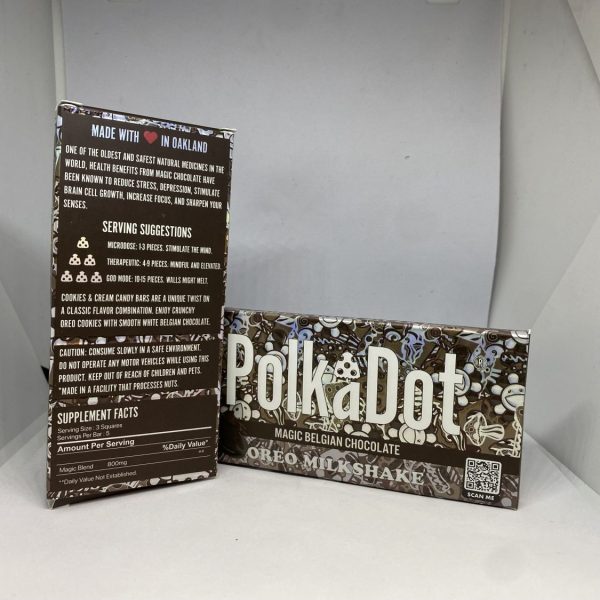 MADE WITH ❤ IN OAKLAND
ONE OF THE OLDEST AND SAFEST NATURAL MEDICINES IN THE
WORLD, HEALTH BENEFITS FROM MAGIC CHOCOLATE HAVE
BEEN KNOWN TO REDUCE STRESS, DEPRESSION, STIMULATE
BRAIN CELL GROWTH, INCREASE FOCUS, AND SHARPEN YOUR
SENSES.
SERVING SUGGESTIONS
MICRODOSE: 1-3 PIECES. STIMULATE THE MIND.
THERAPEUTIC: 4-9 PIECES. MINDFUL AND ELEVATED.
GOD MODE: 10-15 PIECES. WALLS MIGHT MELT.
COOKIES & CREAM CANDY BARS ARE A UNIQUE TWIST ON
A CLASSIC FLAVOR COMBINATION. ENJOY CRUNCHY
OREO COOKIES WITH SMOOTH WHITE BELGIAN CHOCOLATE.
CAUTION: CONSUME SLOWLY IN A SAFE ENVIRONMENT.
DO NOT OPERATE ANY MOTOR VEHICLES WHILE USING THIS
PRODUCT. KEEP OUT OF REACH OF CHILDREN AND PETS.
*MADE IN A FACILITY THAT PROCESSES NUTS.
SUPPLEMENT FACTS
Serving Size : 3 Squares
Servings Per Bar : 5
Amount Per Serving %Daily Value*
**
Magic Blend 800mg
**Daily Value Not Established.
PolkaDot
MAGIC BELGIAN CHOCOLATE
OREO MILKSHAKE
SCAN ME